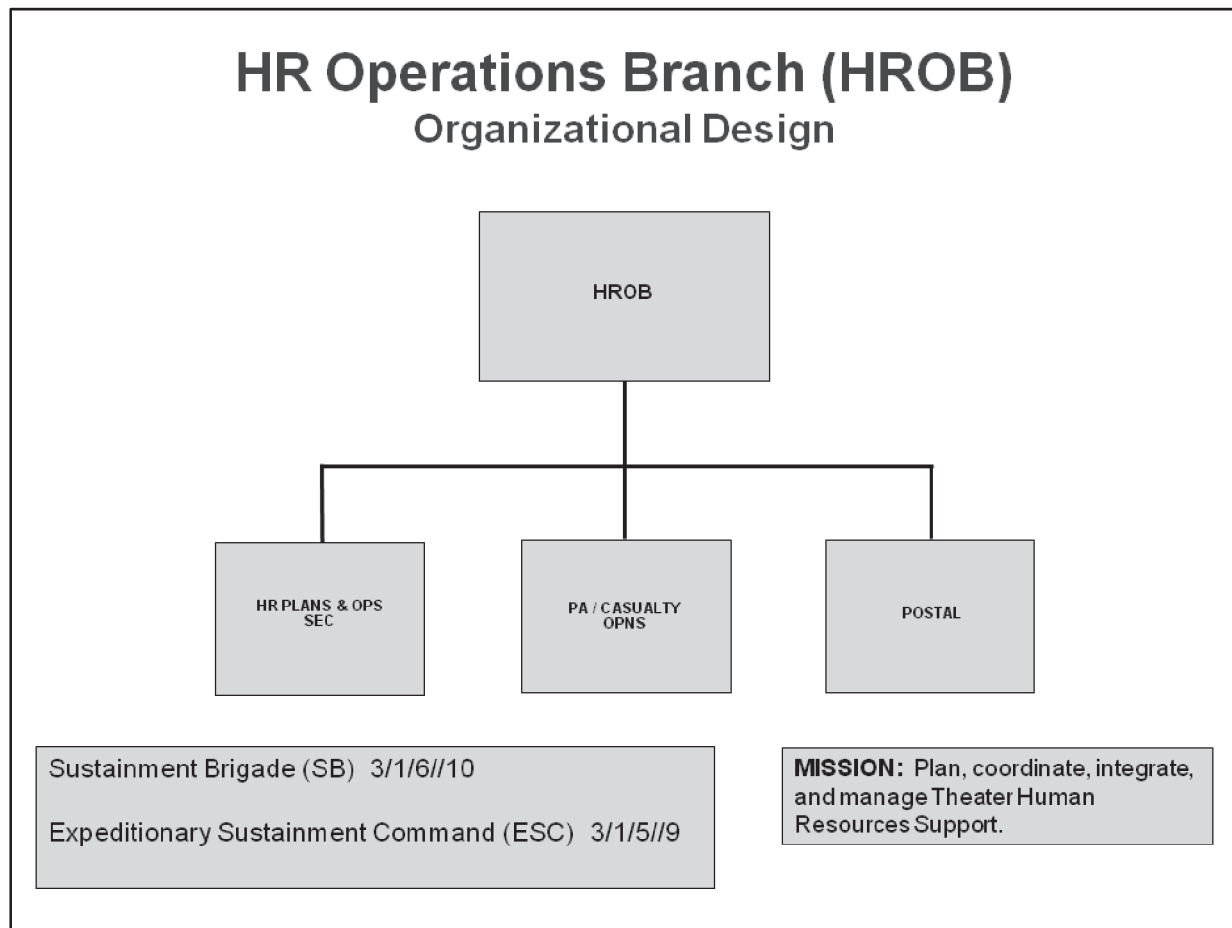 HR Operations Branch (HROB)
Organizational Design
HROB
HR PLANS & OPS
SEC
PA / CASUALTY
OPNS
POSTAL
Sustainment Brigade (SB) 3/1/6//10
Expeditionary Sustainment Command (ESC) 3/1/5//9
MISSION: Plan, coordinate, integrate,
and manage Theater Human
Resources Support.